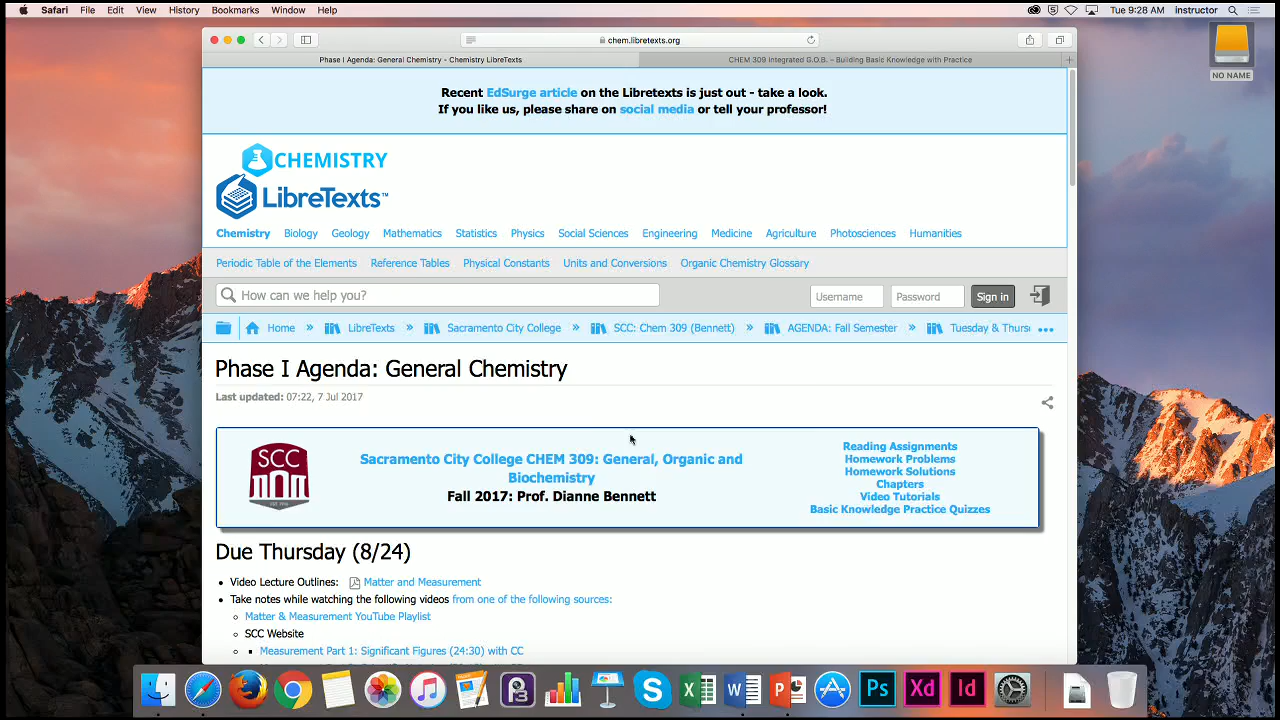 Safari File Edit View History Bookmarks Window Help
Tue 9:28 AM instructor
chem.libretexts.org
Phase I Agenda: General Chemistry - Chemistry LibreTexts
CHEM 309 Integrated G.O.B. – Building Basic Knowledge with Practice
NO NAME
Recent EdSurge article on the Libretexts is just out - take a look.
If you like us, please share on social media or tell your professor!
CHEMISTRY
LibreTexts™
Chemistry Biology Geology Mathematics Statistics Physics Social Sciences Engineering Medicine Agriculture Photosciences Humanities
Periodic Table of the Elements Reference Tables Physical Constants Units and Conversions Organic Chemistry Glossary
How can we help you? Username Password Sign in
Home » LibreTexts » Sacramento City College » SCC: Chem 309 (Bennett) » AGENDA: Fall Semester » Tuesday & Thurs
Phase I Agenda: General Chemistry
Last updated: 07:22, 7 Jul 2017
SCC
Sacramento City College CHEM 309: General, Organic and
Biochemistry
Fall 2017: Prof. Dianne Bennett
Reading Assignments
Homework Problems
Homework Solutions
Chapters
Video Tutorials
Basic Knowledge Practice Quizzes
Due Thursday (8/24)
Video Lecture Outlines: Matter and Measurement
Take notes while watching the following videos from one of the following sources:
Matter & Measurement YouTube Playlist
SCC Website
Measurement Part 1: Significant Figures (24:30) with CC
Ps Xd Id